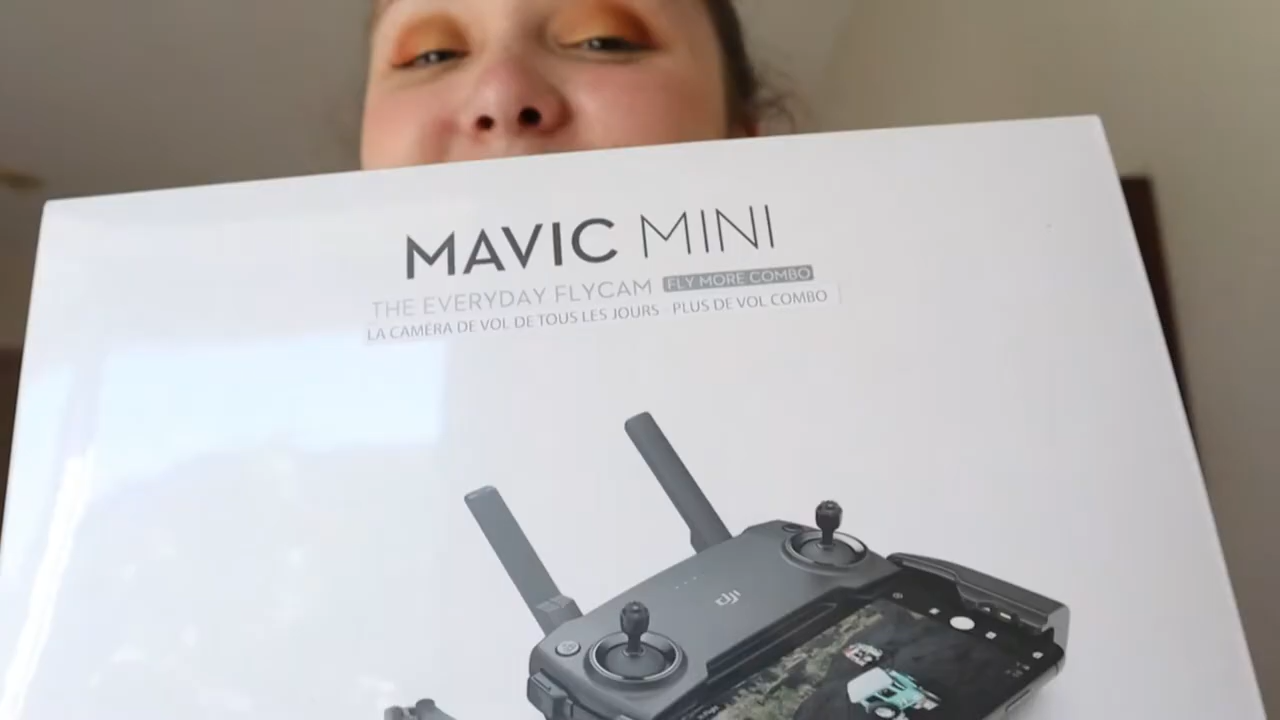 MAVIC MINI
THE EVERYDAY FLYCAM FLY MORE COMBO
LA CAMÉRA DE VOL DE TOUS LES JOURS PLUS DE VOL COMBO
dji